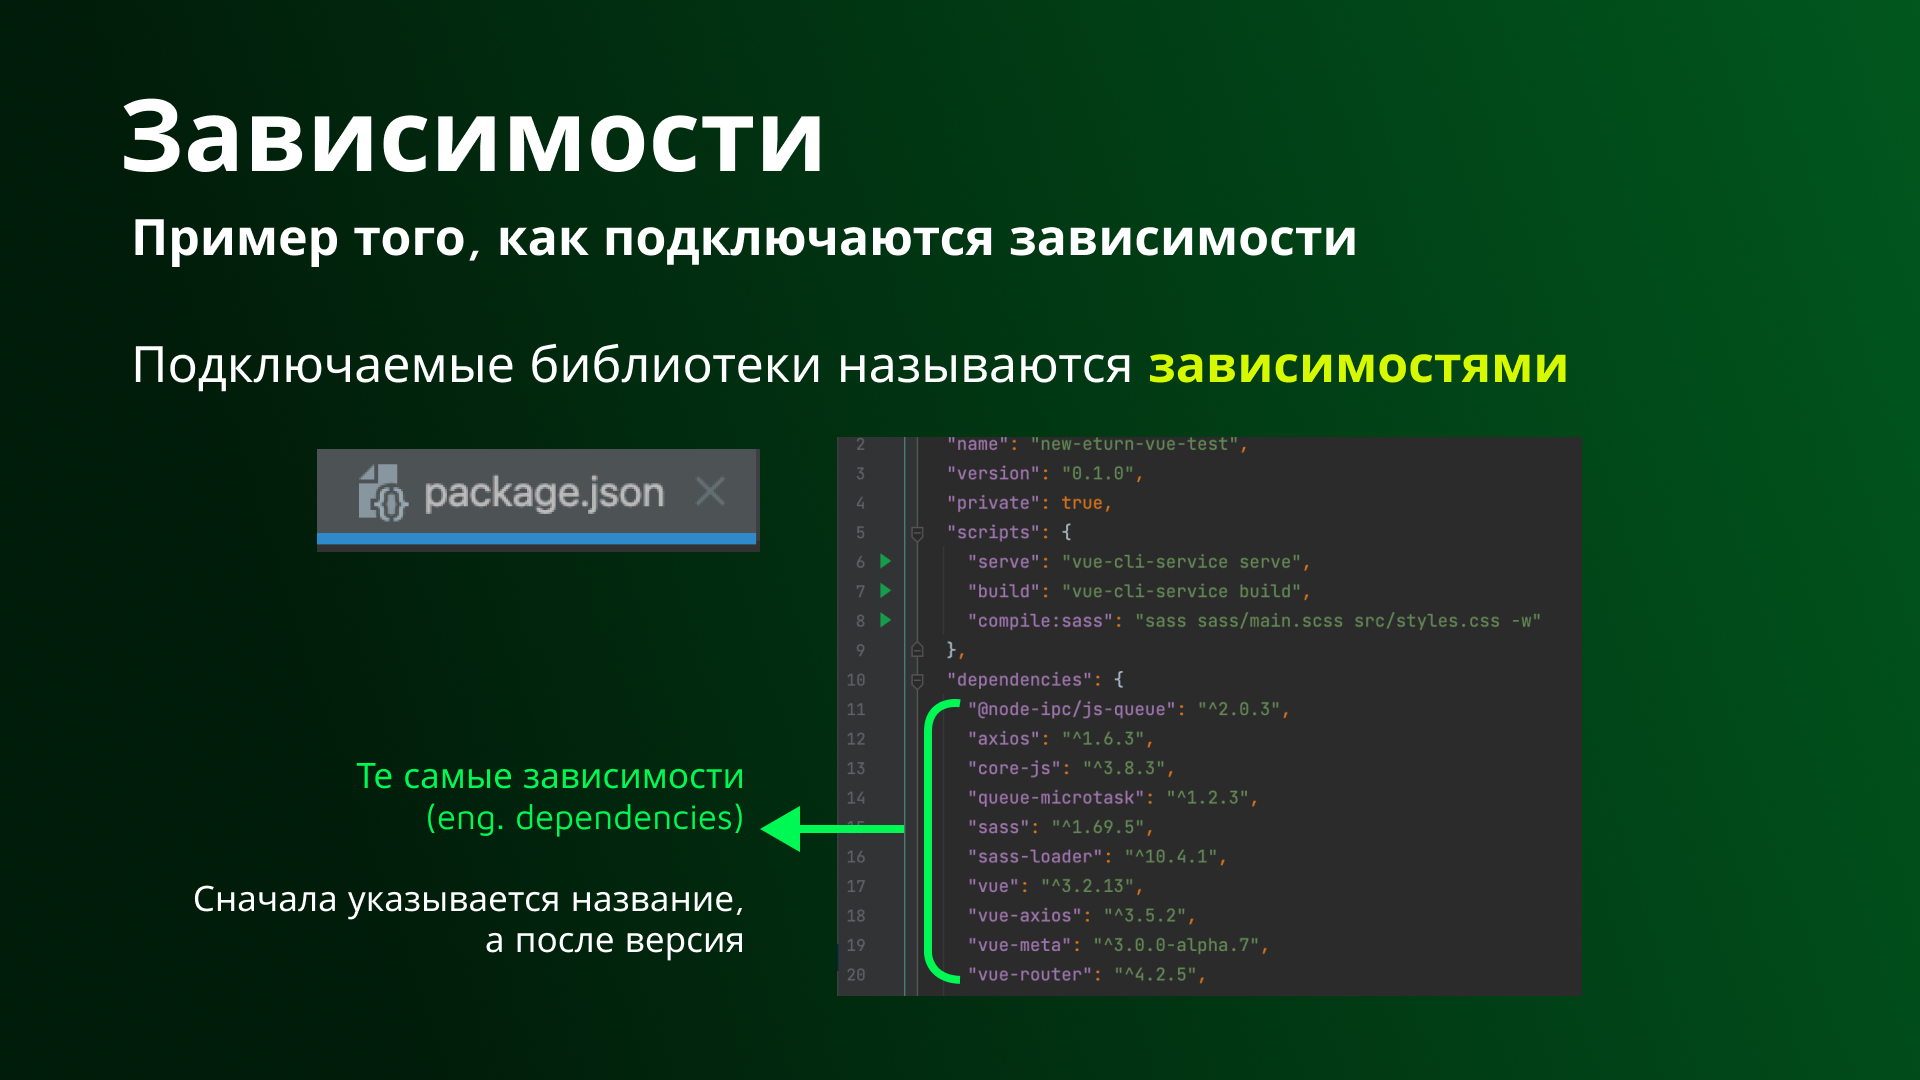 Зависимости
Пример того, как подключаются зависимости
Подключаемые библиотеки называются зависимостями
package.json
Те самые зависимости
(eng. dependencies)
Сначала указывается название,
а после версия
2 "name": "new-eturn-vue-test",
3 "version": "0.1.0",
4 "private": true,
5 "scripts": {
6 "serve": "vue-cli-service serve",
7 "build": "vue-cli-service build",
8 "compile:sass": "sass sass/main.scss src/styles.css -w"
9 },
10 "dependencies": {
11 "@node-ipc/js-queue": "^2.0.3",
12 "axios": "^1.6.3",
13 "core-js": "^3.8.3",
14 "queue-microtask": "^1.2.3",
"sass": "^1.69.5",
16 "sass-loader": "^10.4.1",
17 "vue": "^3.2.13",
18 "vue-axios": "^3.5.2",
19 "vue-meta": "^3.0.0-alpha.7",
20 "vue-router": "^4.2.5",